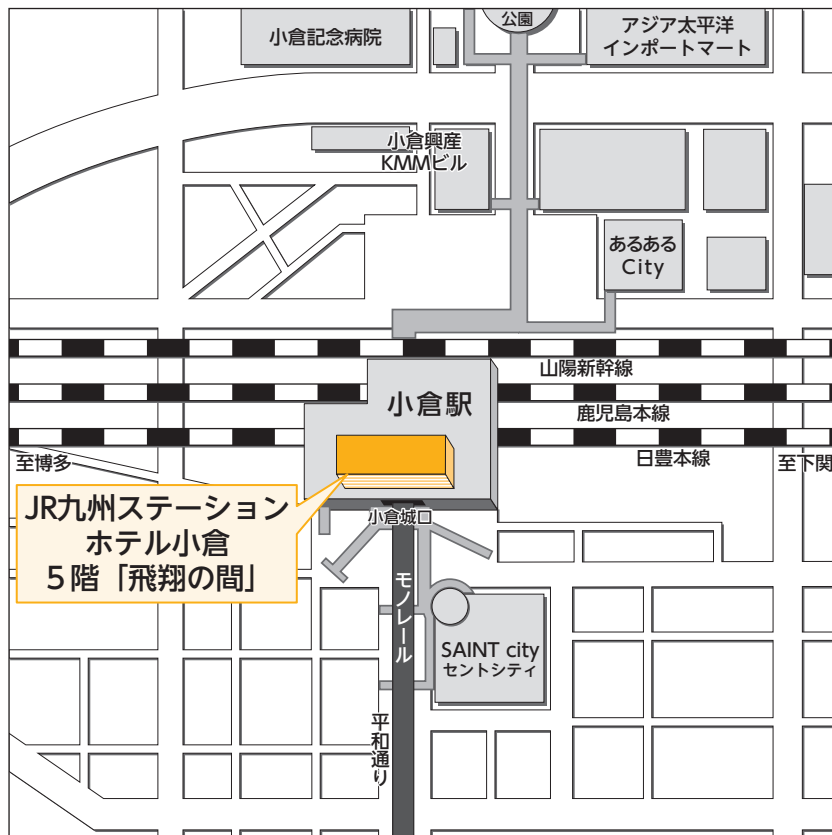 公園
小倉記念病院
アジア太平洋
インポートマート
小倉興産
KMMビル
あるある
City
山陽新幹線
小倉駅
鹿児島本線
日豊本線
至博多
至下関
JR九州ステーション
ホテル小倉
5階「飛翔の間」
小倉城口
モノレール
SAINT city
セントシティ
平和通り